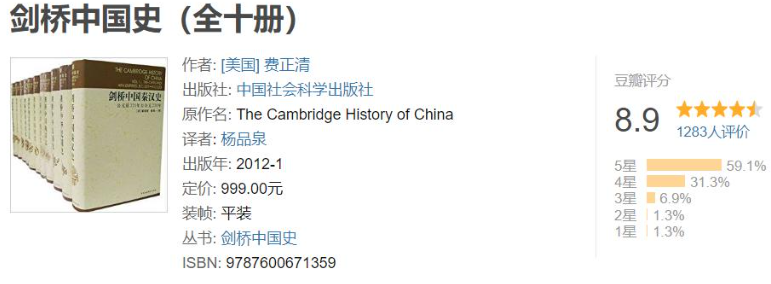 剑桥中国史（全十册）
THE CAMBRIDGE HISTORY OF CHINA
剑桥中国秦汉史
作者: [美国] 费正清
出版社: 中国社会科学出版社
原作名: The Cambridge History of China
译者: 杨品泉
出版年: 2012-1
定价: 999.00元
装帧: 平装
丛书: 剑桥中国史
ISBN: 9787600671359
豆瓣评分
8.9
1283人评价
5星 59.1%
4星 31.3%
3星 6.9%
2星 1.3%
1星 1.3%